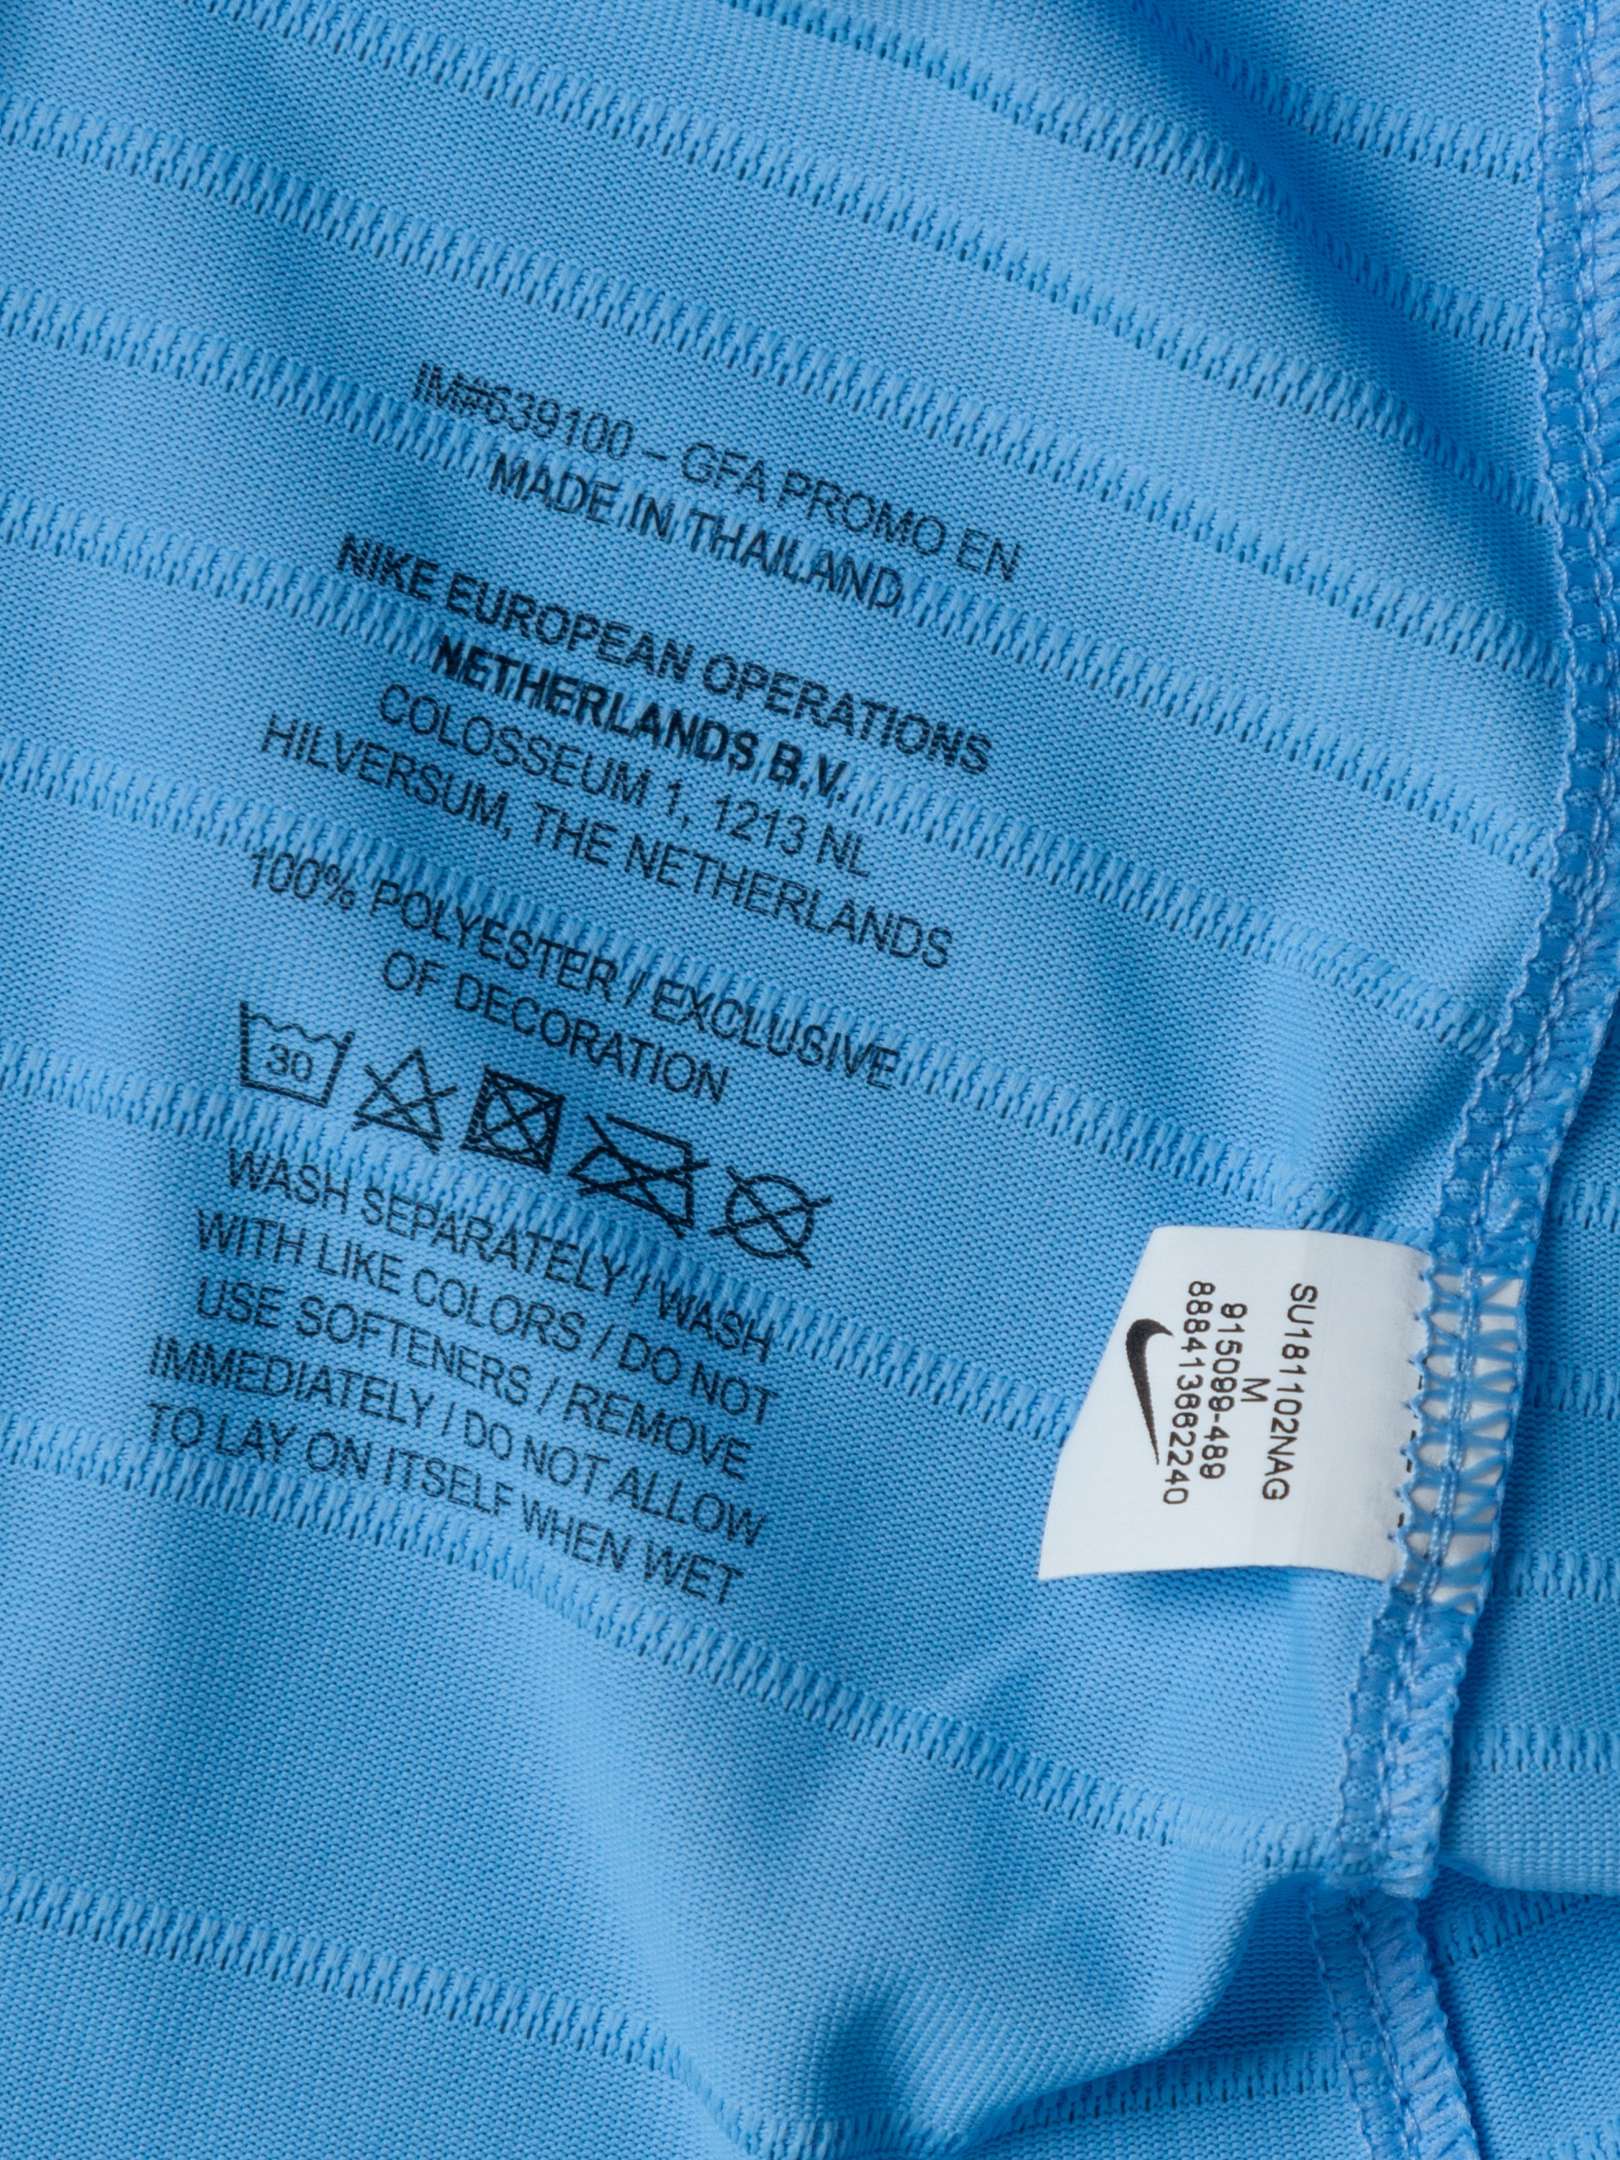 IM#639100 – GFA PROMO EN
MADE IN THAILAND
NIKE EUROPEAN OPERATIONS
NETHERLANDS B.V.
COLOSSEUM 1, 1213 NL
HILVERSUM, THE NETHERLANDS
100% POLYESTER / EXCLUSIVE
OF DECORATION
30
WASH SEPARATELY / WASH
WITH LIKE COLORS / DO NOT
USE SOFTENERS / REMOVE
IMMEDIATELY / DO NOT ALLOW
TO LAY ON ITSELF WHEN WET
SU181102NAG
M
915099-489
888413662240